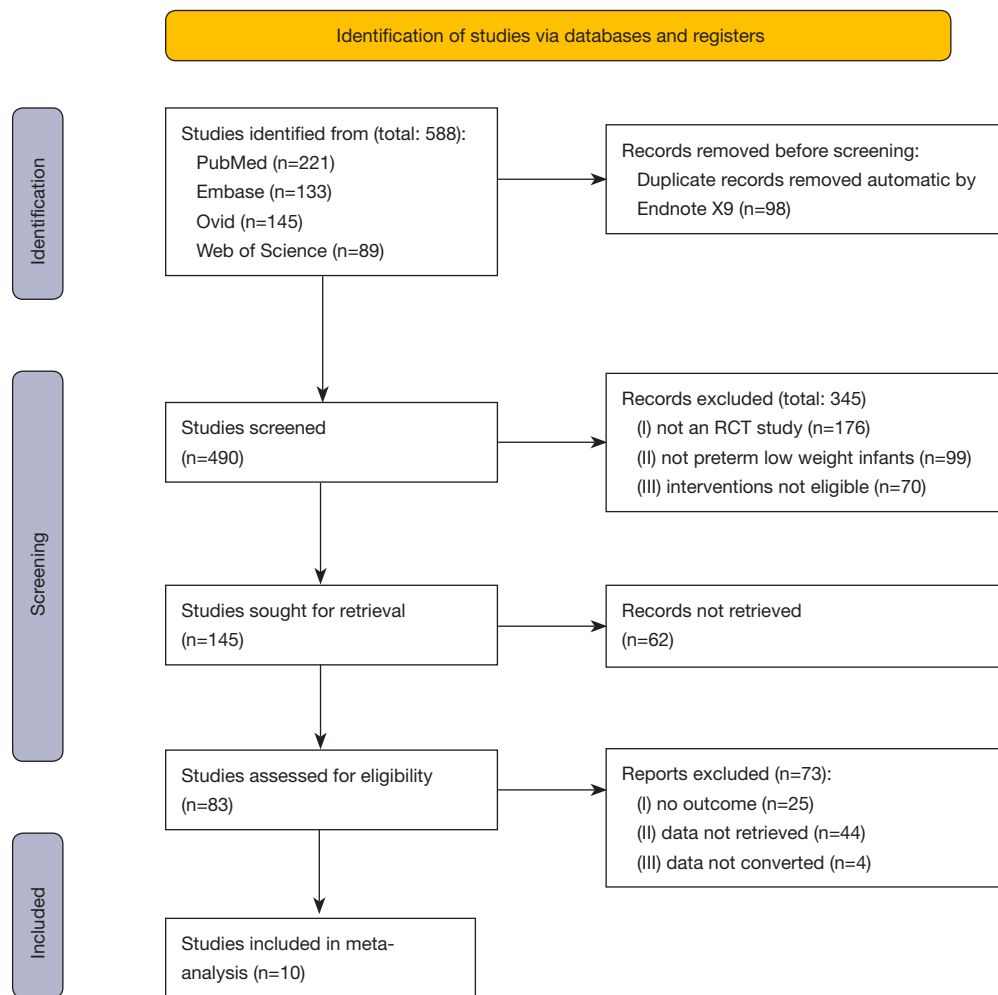 Identification of studies via databases and registers
Identification
Studies identified from (total: 588):
PubMed (n=221)
Embase (n=133)
Ovid (n=145)
Web of Science (n=89)
Records removed before screening:
Duplicate records removed automatic by
Endnote X9 (n=98)
Screening
Studies screened
(n=490)
Records excluded (total: 345)
(I) not an RCT study (n=176)
(II) not preterm low weight infants (n=99)
(III) interventions not eligible (n=70)
Studies sought for retrieval
(n=145)
Records not retrieved
(n=62)
Studies assessed for eligibility
(n=83)
Reports excluded (n=73):
(I) no outcome (n=25)
(II) data not retrieved (n=44)
(III) data not converted (n=4)
Included
Studies included in meta-
analysis (n=10)